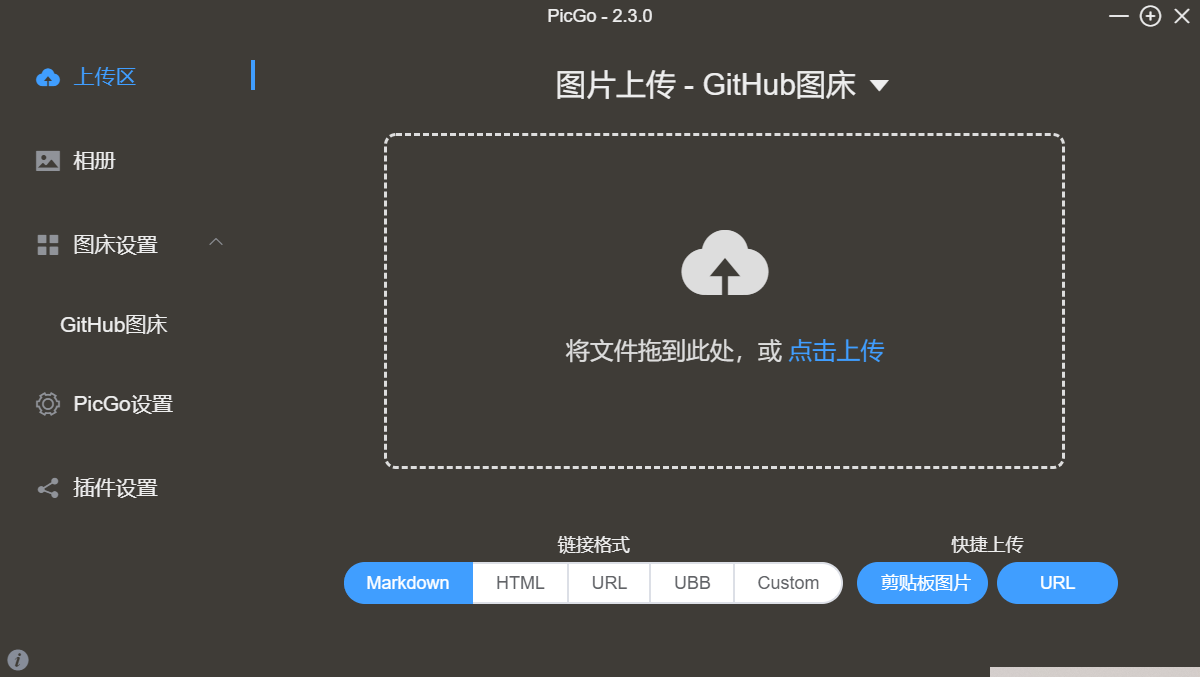 PicGo - 2.3.0
上传区
相册
图床设置
GitHub图床
PicGo设置
插件设置
图片上传 - GitHub图床
将文件拖到此处，或 点击上传
链接格式
Markdown HTML URL UBB Custom
快捷上传
剪贴板图片 URL
i